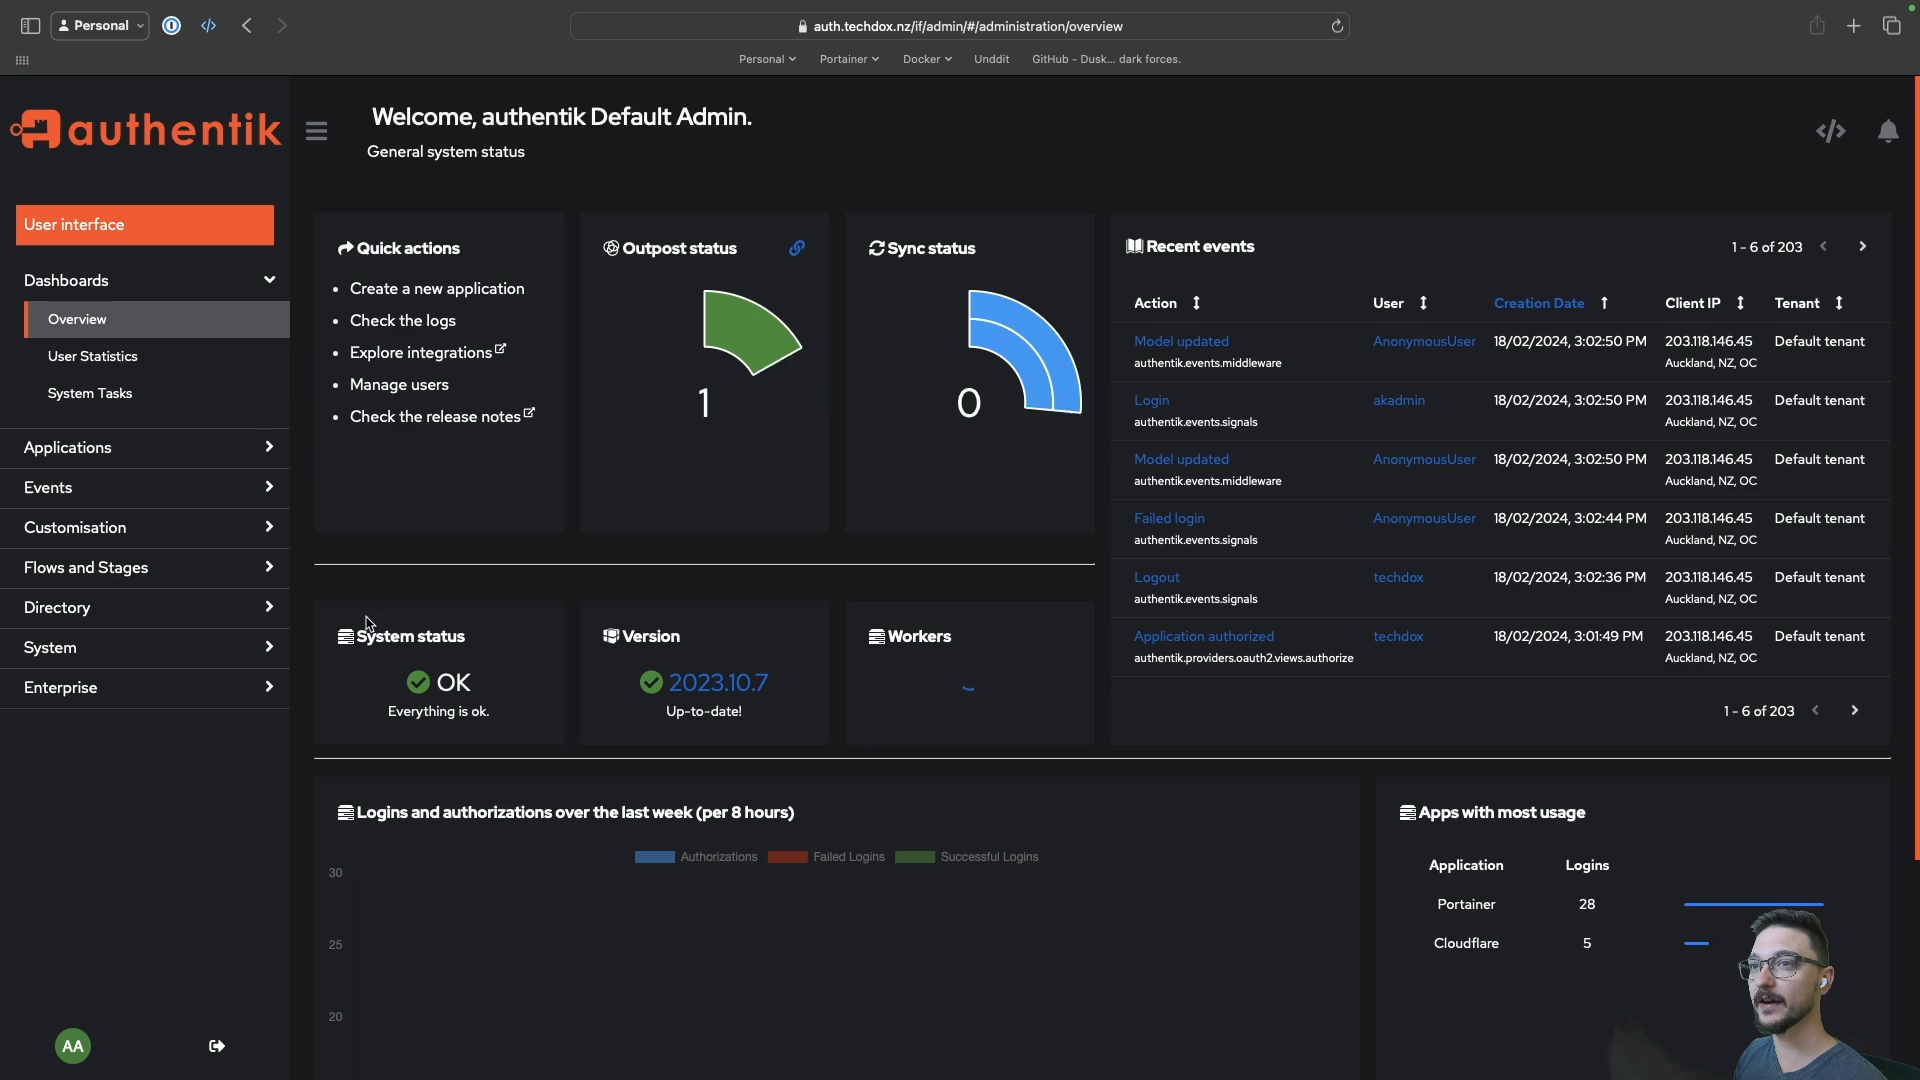 Personal
auth.techdox.nz/if/admin/#/administration/overview
Personal Portainer Docker Unddit GitHub - Dusk... dark forces.
authentik
Welcome, authentik Default Admin.
General system status
User interface
Dashboards
Overview
User Statistics
System Tasks
Applications
Events
Customisation
Flows and Stages
Directory
System
Enterprise
AA
Quick actions
Create a new application
Check the logs
Explore integrations
Manage users
Check the release notes
Outpost status
1
Sync status
0
Recent events
1 - 6 of 203
Action User Creation Date Client IP Tenant
Model updated AnonymousUser 18/02/2024, 3:02:50 PM 203.118.146.45 Default tenant
authentik.events.middleware Auckland, NZ, OC
Login akadmin 18/02/2024, 3:02:50 PM 203.118.146.45 Default tenant
authentik.events.signals Auckland, NZ, OC
Model updated AnonymousUser 18/02/2024, 3:02:50 PM 203.118.146.45 Default tenant
authentik.events.middleware Auckland, NZ, OC
Failed login AnonymousUser 18/02/2024, 3:02:44 PM 203.118.146.45 Default tenant
authentik.events.signals Auckland, NZ, OC
Logout techdox 18/02/2024, 3:02:36 PM 203.118.146.45 Default tenant
authentik.events.signals Auckland, NZ, OC
Application authorized techdox 18/02/2024, 3:01:49 PM 203.118.146.45 Default tenant
authentik.providers.oauth2.views.authorize Auckland, NZ, OC
1 - 6 of 203
System status
OK
Everything is ok.
Version
2023.10.7
Up-to-date!
Workers
Logins and authorizations over the last week (per 8 hours)
Authorizations Failed Logins Successful Logins
30
25
20
Apps with most usage
Application Logins
Portainer 28
Cloudflare 5